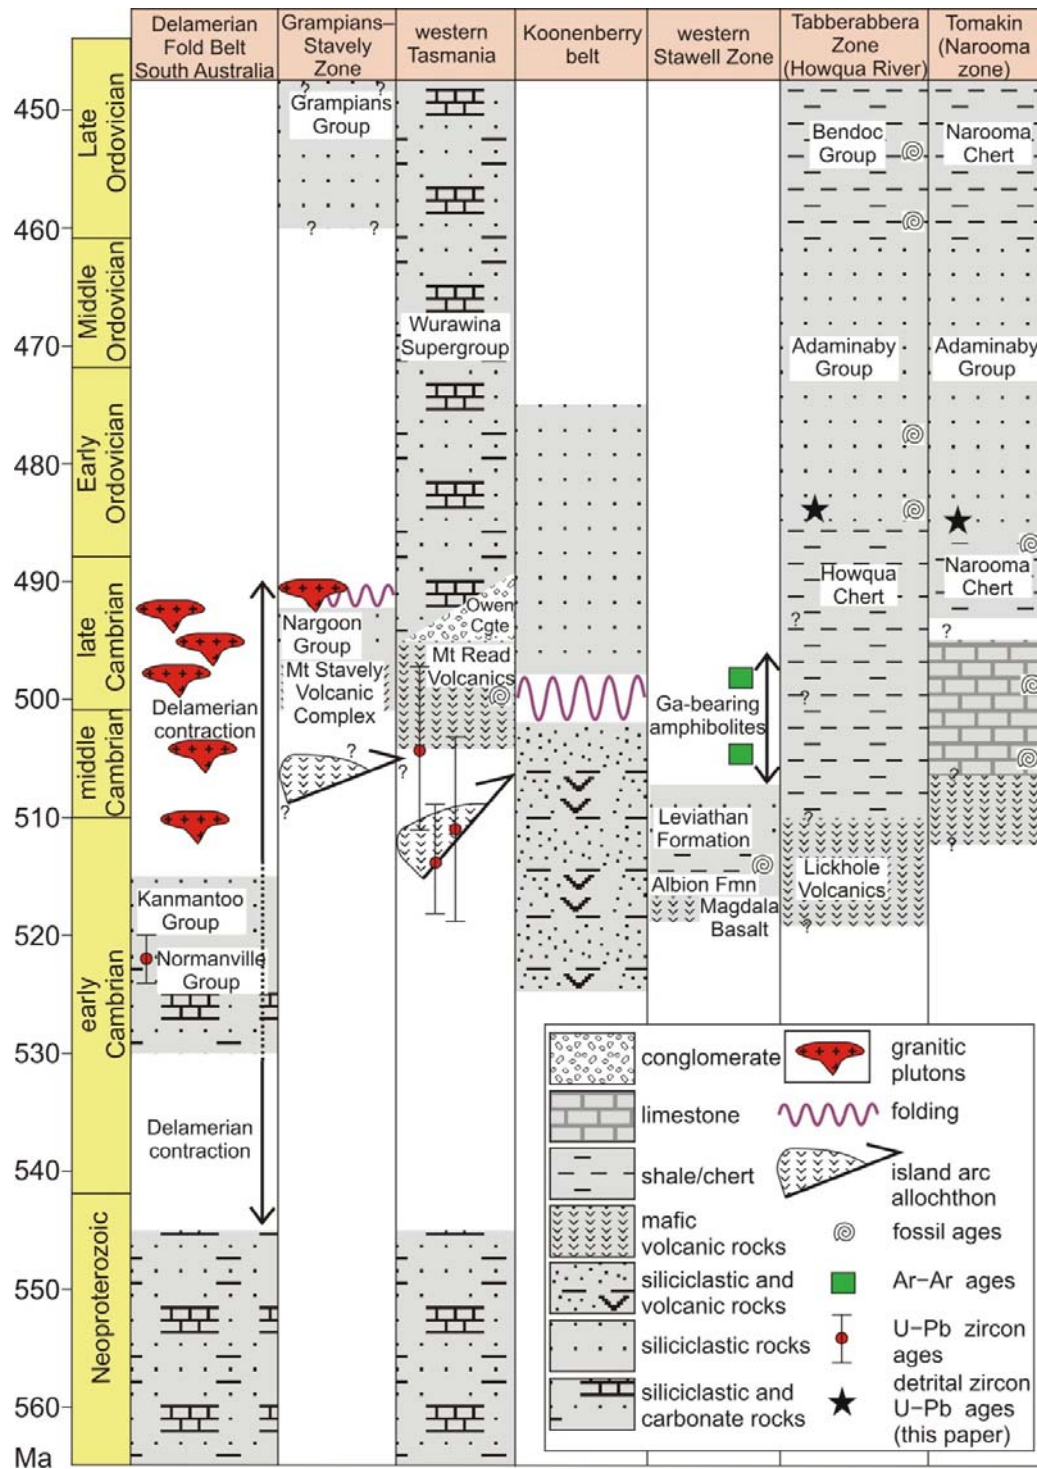 Delamerian
Fold Belt
South Australia
Grampians–
Stavely
Zone
western
Tasmania
Koonenberry
belt
western
Stawell Zone
Tabberabbera
Zone
(Howqua River)
Tomakin
(Narooma
zone)
450
460
470
480
490
500
510
520
530
540
550
560
Ma
Late
Ordovician
Middle
Ordovician
Early
Ordovician
late
Cambrian
middle
Cambrian
early
Cambrian
Neoproterozoic
Delamerian
contraction
Kanmantoo
Group
Normanville
Group
Delamerian
contraction
? ?
Grampians
Group
? ?
Nargoon
Group
Mt Stavely
Volcanic
Complex
?
?
Wurawina
Supergroup
Owen
Cgte
Mt Read
Volcanics
?
Ga-bearing
amphibolites
Leviathan
Formation
Albion Fmn
Magdala
Basalt
Bendoc
Group
Adaminaby
Group
Howqua
Chert
?
?
?
Lickhole
Volcanics
?
Narooma
Chert
Adaminaby
Group
Narooma
Chert
?
?
?
conglomerate
limestone
shale/chert
mafic
volcanic rocks
siliciclastic and
volcanic rocks
siliciclastic rocks
siliciclastic and
carbonate rocks
granitic
plutons
folding
island arc
allochthon
fossil ages
Ar–Ar ages
U–Pb zircon
ages
detrital zircon
U–Pb ages
(this paper)